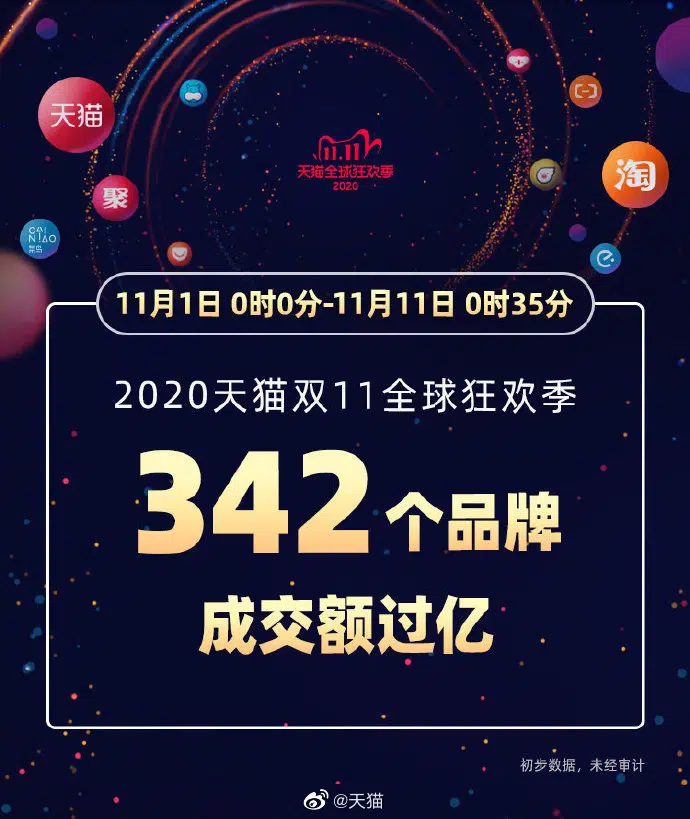 天猫
聚
CAI
NIAO
菜鸟
淘
11.11
天猫全球狂欢季
2020
11月1日 0时0分-11月11日 0时35分
2020天猫双11全球狂欢季
342个品牌
成交额过亿
初步数据，未经审计
@天猫